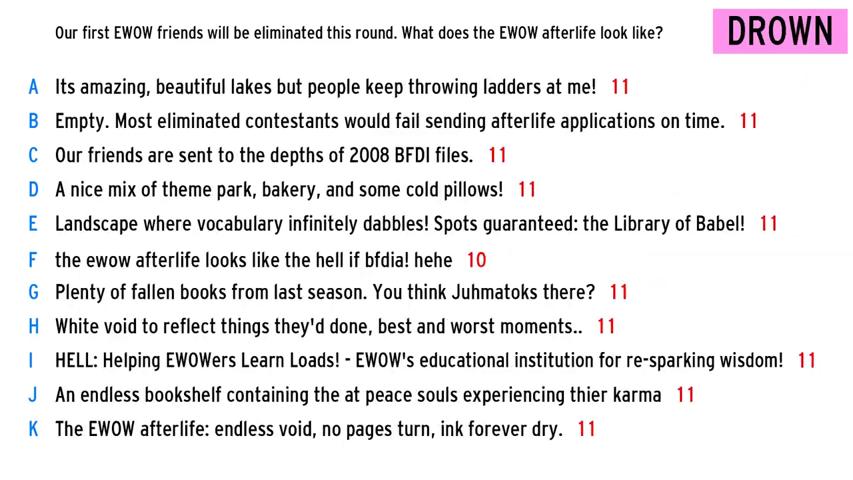 Our first EWOW friends will be eliminated this round. What does the EWOW afterlife look like?
DROWN
A Its amazing, beautiful lakes but people keep throwing ladders at me! 11
B Empty. Most eliminated contestants would fail sending afterlife applications on time. 11
C Our friends are sent to the depths of 2008 BFDI files. 11
D A nice mix of theme park, bakery, and some cold pillows! 11
E Landscape where vocabulary infinitely dabbles! Spots guaranteed: the Library of Babel! 11
F the ewow afterlife looks like the hell if bfdia! hehe 10
G Plenty of fallen books from last season. You think Juhmatoks there? 11
H White void to reflect things they'd done, best and worst moments.. 11
I HELL: Helping EWOWers Learn Loads! - EWOW's educational institution for re-sparking wisdom! 11
J An endless bookshelf containing the at peace souls experiencing thier karma 11
K The EWOW afterlife: endless void, no pages turn, ink forever dry. 11